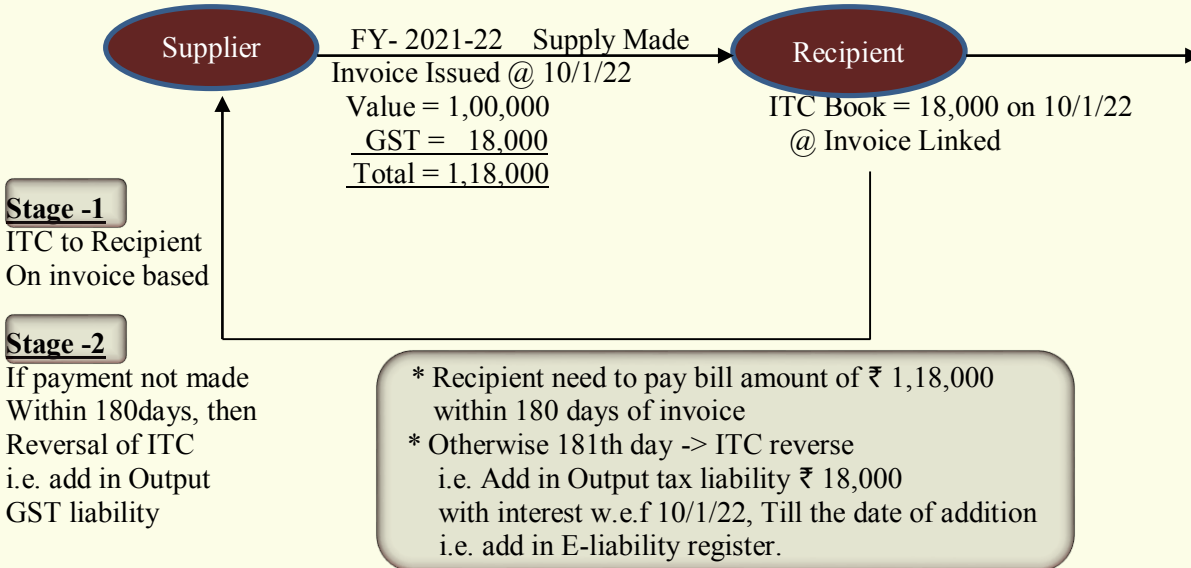 Supplier
FY- 2021-22 Supply Made
Invoice Issued @ 10/1/22
Value = 1,00,000
GST = 18,000
Total = 1,18,000
Recipient
ITC Book = 18,000 on 10/1/22
@ Invoice Linked
Stage -1
ITC to Recipient
On invoice based
Stage -2
If payment not made
Within 180days, then
Reversal of ITC
i.e. add in Output
GST liability
* Recipient need to pay bill amount of ₹ 1,18,000
within 180 days of invoice
* Otherwise 181th day -> ITC reverse
i.e. Add in Output tax liability ₹ 18,000
with interest w.e.f 10/1/22, Till the date of addition
i.e. add in E-liability register.